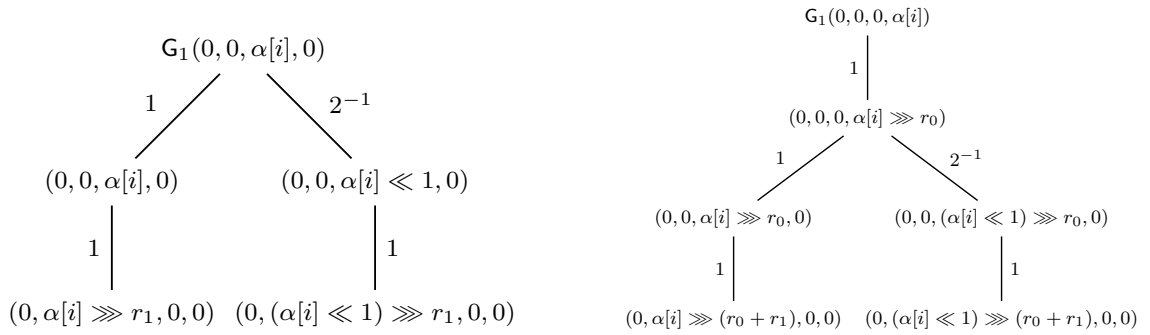 G₁(0, 0, α[i], 0)
1
2⁻¹
(0, 0, α[i], 0)
(0, 0, α[i] ≪ 1, 0)
1
1
(0, α[i] ⋙ r₁, 0, 0)
(0, (α[i] ≪ 1) ⋙ r₁, 0, 0)
G₁(0, 0, 0, α[i])
1
(0, 0, 0, α[i] ⋙ r₀)
1
2⁻¹
(0, 0, α[i] ⋙ r₀, 0)
(0, 0, (α[i] ≪ 1) ⋙ r₀, 0)
1
1
(0, α[i] ⋙ (r₀ + r₁), 0, 0)
(0, (α[i] ≪ 1) ⋙ (r₀ + r₁), 0, 0)